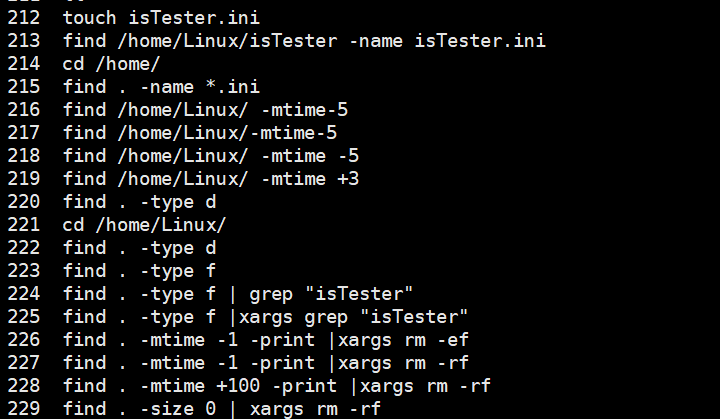 212 touch isTester.ini
213 find /home/Linux/isTester -name isTester.ini
214 cd /home/
215 find . -name *.ini
216 find /home/Linux/ -mtime-5
217 find /home/Linux/-mtime-5
218 find /home/Linux/ -mtime -5
219 find /home/Linux/ -mtime +3
220 find . -type d
221 cd /home/Linux/
222 find . -type d
223 find . -type f
224 find . -type f | grep "isTester"
225 find . -type f |xargs grep "isTester"
226 find . -mtime -1 -print |xargs rm -ef
227 find . -mtime -1 -print |xargs rm -rf
228 find . -mtime +100 -print |xargs rm -rf
229 find . -size 0 | xargs rm -rf